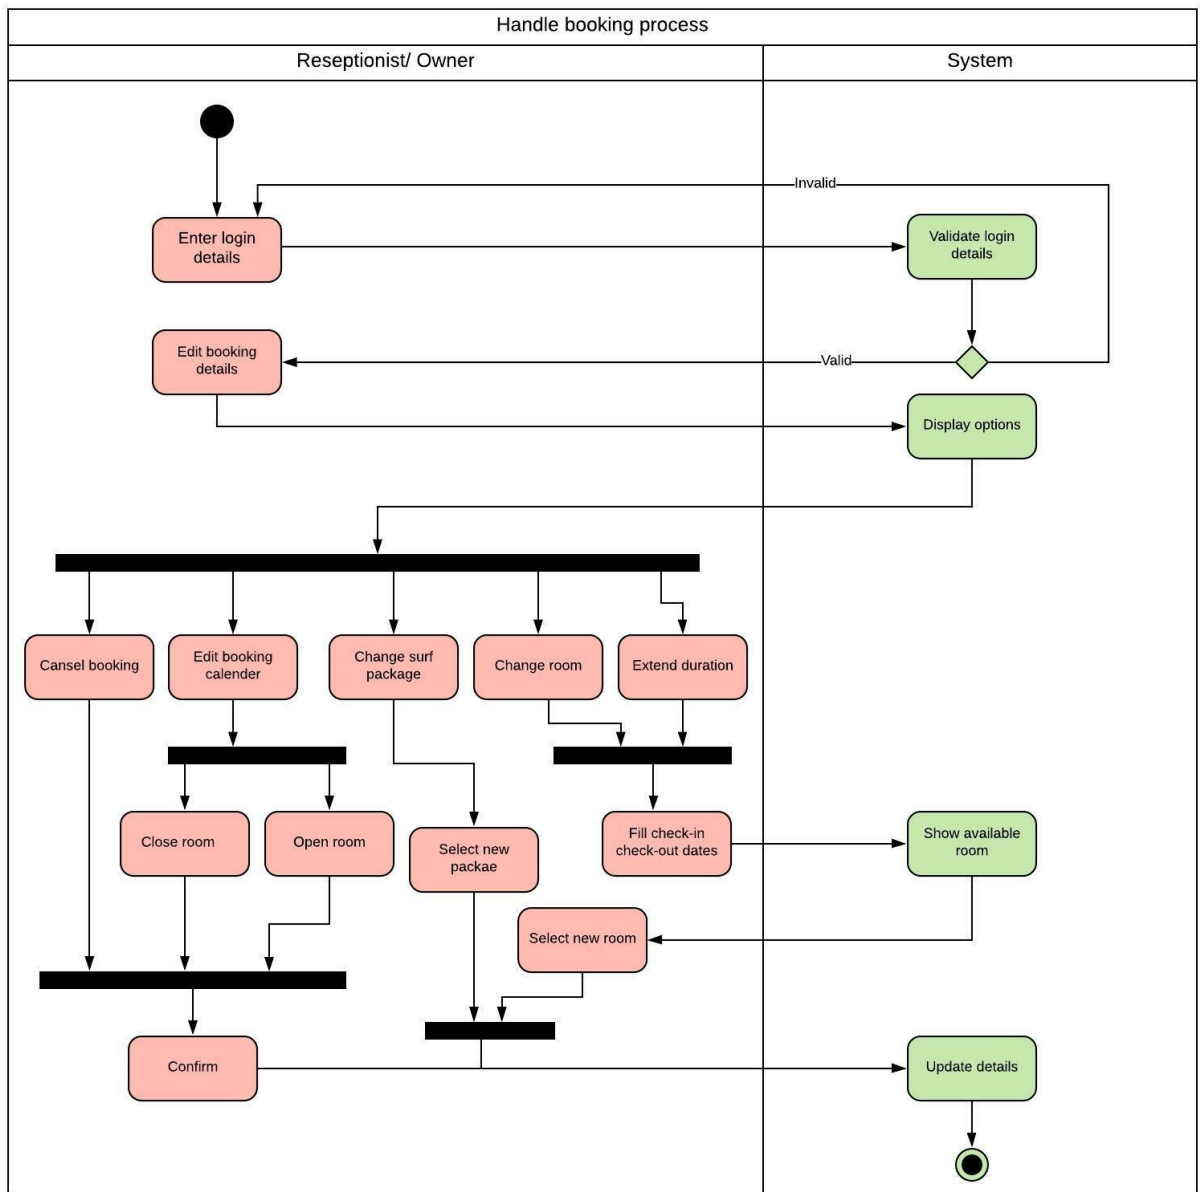 Handle booking process
Reseptionist/ Owner
System
Invalid
Enter login
details
Validate login
details
Edit booking
details
Valid
Display options
Cansel booking
Edit booking
calender
Change surf
package
Change room
Extend duration
Close room
Open room
Select new
packae
Fill check-in
check-out dates
Show available
room
Select new room
Confirm
Update details